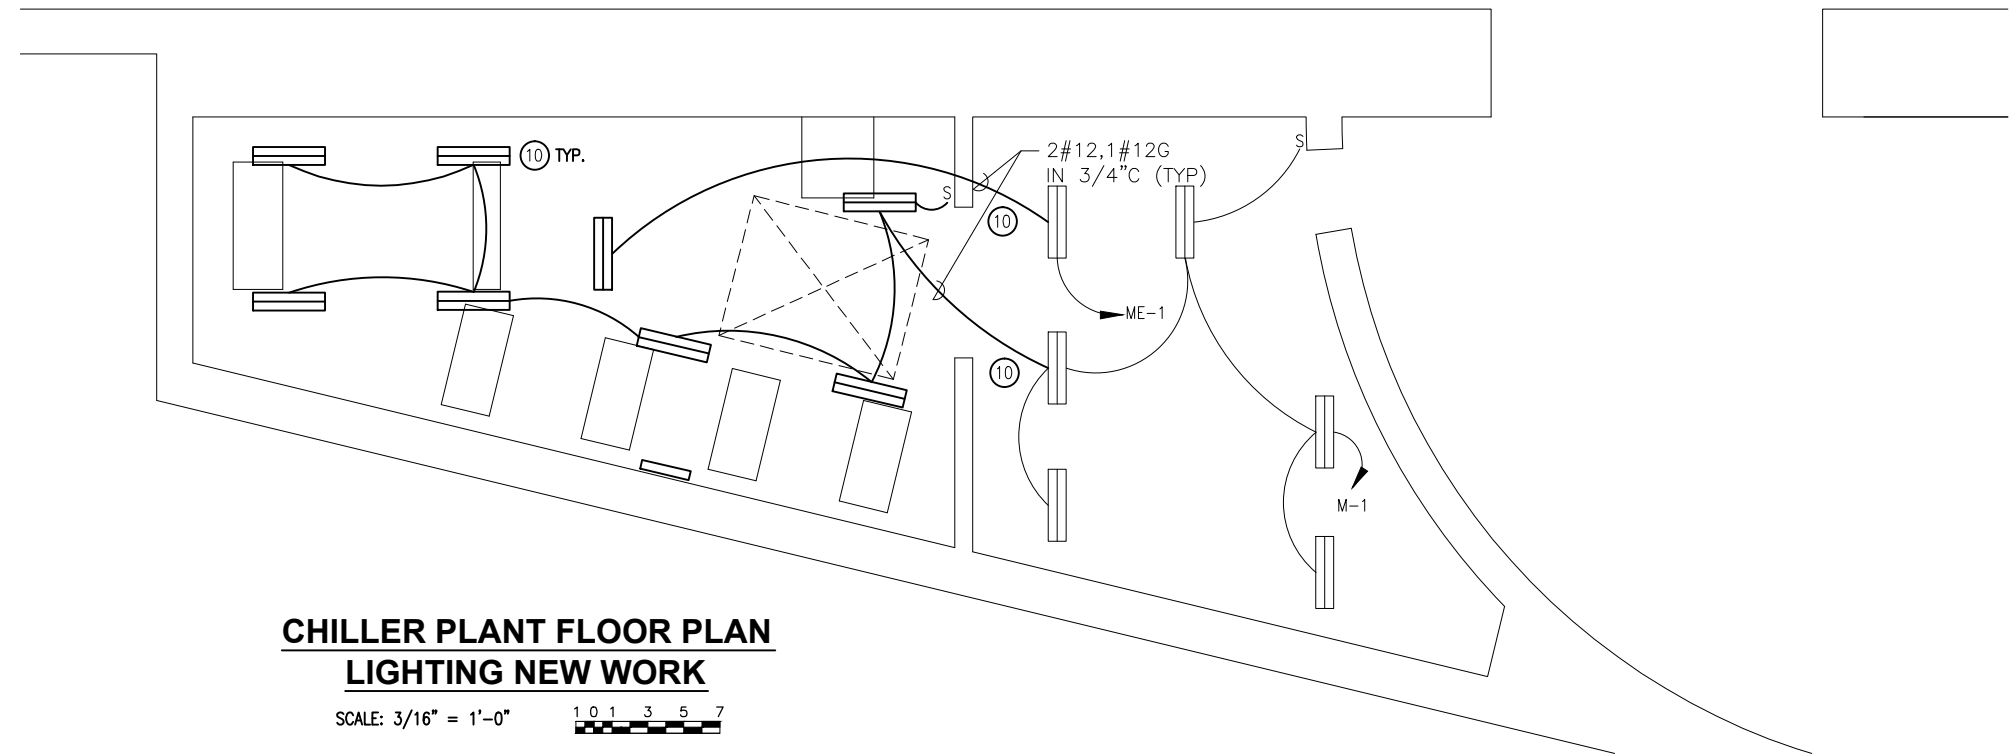 S
2#12,1#12G
IN 3/4"C (TYP)
10 TYP.
S
10
ME-1
10
M-1
CHILLER PLANT FLOOR PLAN
LIGHTING NEW WORK
SCALE: 3/16" = 1'-0"
1 0 1 3 5 7